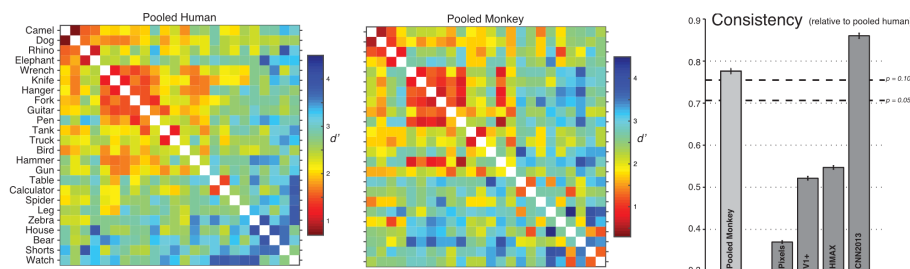 Pooled Human
Camel
Dog
Rhino
Elephant
Wrench
Knife
Hanger
Fork
Guitar
Pen
Tank
Truck
Bird
Hammer
Gun
Table
Calculator
Spider
Leg
Zebra
House
Bear
Shorts
Watch
4
3
d'
2
1
Pooled Monkey
4
3
d'
2
1
Consistency (relative to pooled human
0.9
0.8
0.7
0.6
0.5
0.4
0.3
p = 0.10
p = 0.05
Pooled Monkey
Pixels
V1+
HMAX
CNN2013